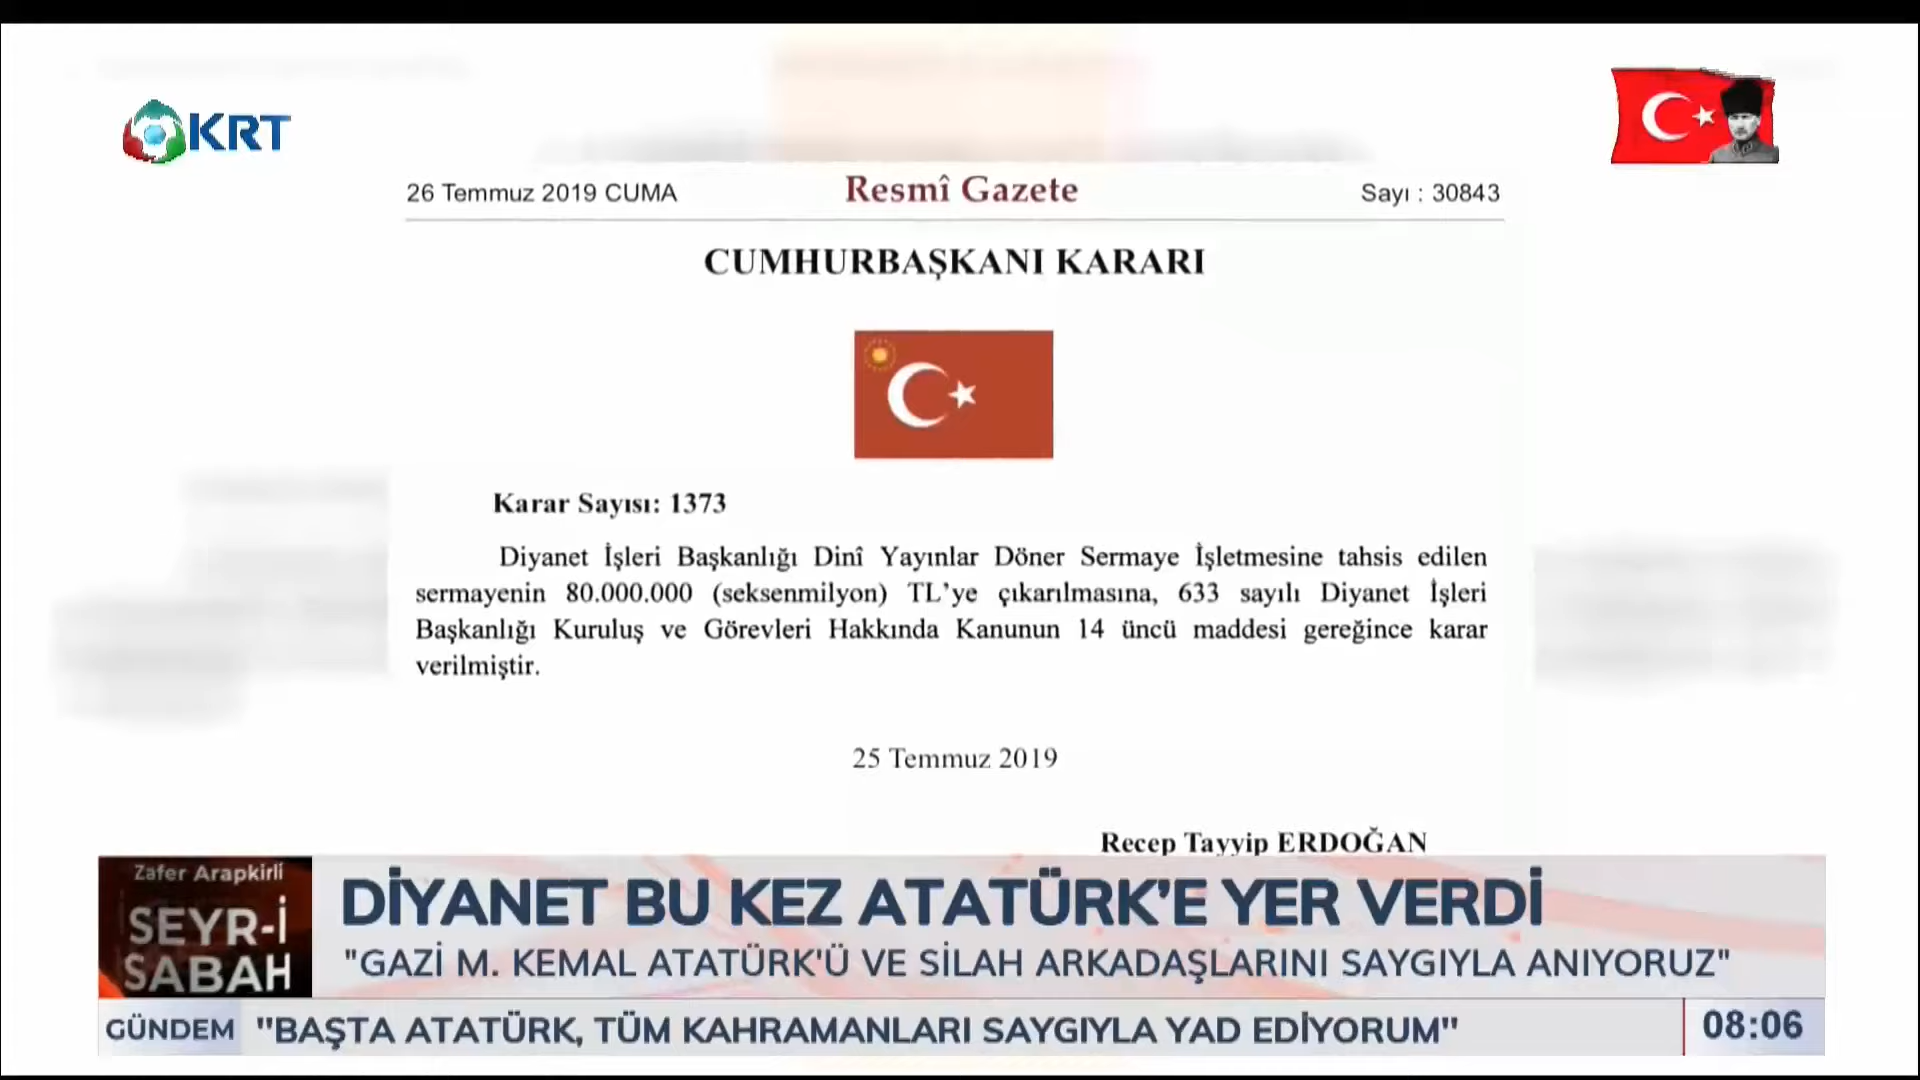 KRT
26 Temmuz 2019 CUMA Resmî Gazete Sayı : 30843
CUMHURBAŞKANI KARARI
Karar Sayısı: 1373
Diyanet İşleri Başkanlığı Dinî Yayınlar Döner Sermaye İşletmesine tahsis edilen
sermayenin 80.000.000 (seksenmilyon) TL’ye çıkarılmasına, 633 sayılı Diyanet İşleri
Başkanlığı Kuruluş ve Görevleri Hakkında Kanunun 14 üncü maddesi gereğince karar
verilmiştir.
25 Temmuz 2019
Recep Tayyip ERDOĞAN
Zafer Arapkirli
SEYR-İ
SABAH
DİYANET BU KEZ ATATÜRK’E YER VERDİ
"GAZİ M. KEMAL ATATÜRK'Ü VE SİLAH ARKADAŞLARINI SAYGIYLA ANIYORUZ"
GÜNDEM "BAŞTA ATATÜRK, TÜM KAHRAMANLARI SAYGIYLA YAD EDİYORUM"
08:06